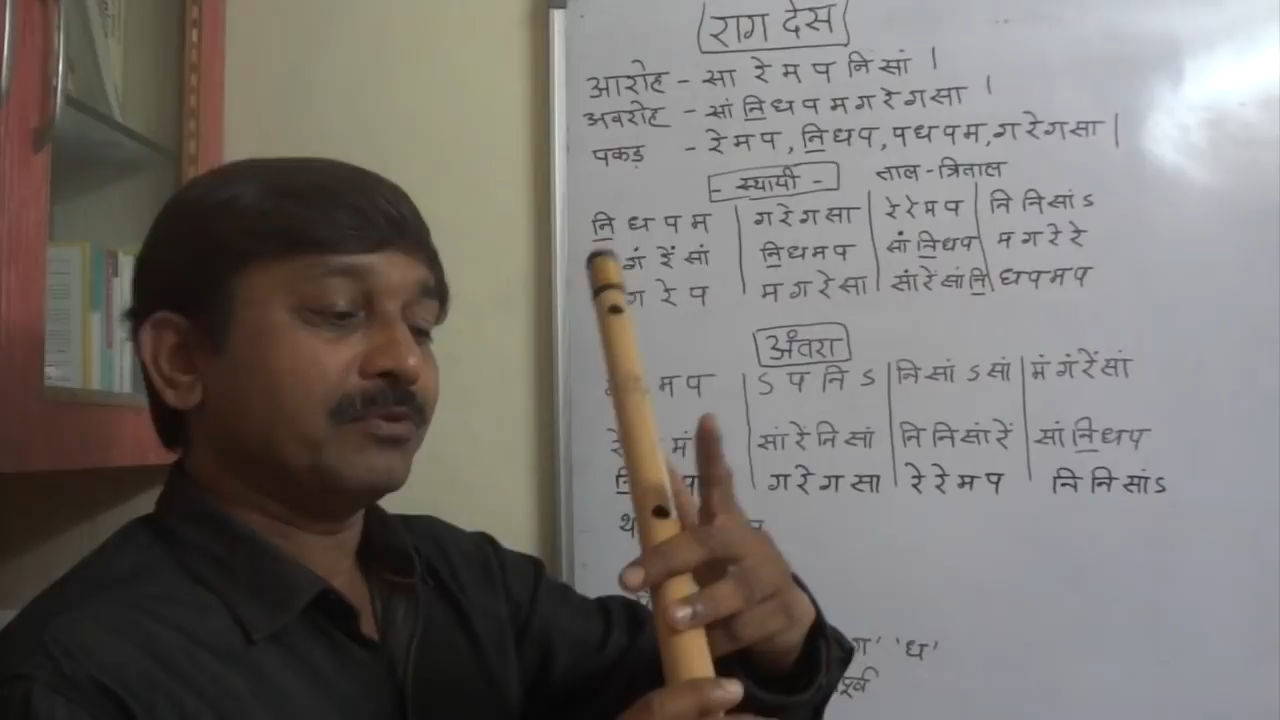 राग देस
आरोह - सा रे म प नि सां ।
अवरोह - सां नि॒ ध प म ग रे ग सा ।
पकड़ - रे म प, नि॒ ध प, प ध प म, ग रे ग सा |
- स्थायी - ताल - त्रिताल
नि॒ ध प म | ग रे ग सा | रे रे म प | नि नि सां ऽ
गं रें सां | नि॒ ध म प | सां नि॒ ध प | म ग रे रे
ग रे प | म ग रे सा | सां रें सां नि॒ | ध प म प
अंतरा
म प | ऽ प नि ऽ | नि सां ऽ सां | मं गं रें सां
मं | सां रें नि सां | नि नि सां रें | सां नि॒ ध प
प | ग रे ग सा | रे रे म प | नि नि सां ऽ
'ध'